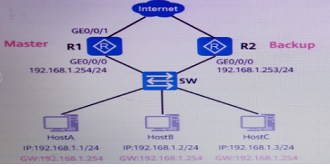 Internet
GE0/0/1
Master R1 R2 Backup
GE0/0/0 GE0/0/0
192.168.1.254/24 192.168.1.253/24
SW
HostA HostB HostC
IP:192.168.1.1/24 IP:192.168.1.2/24 IP:192.168.1.3/24
GW:192.168.1.254 GW:192.168.1.254 GW:192.168.1.254